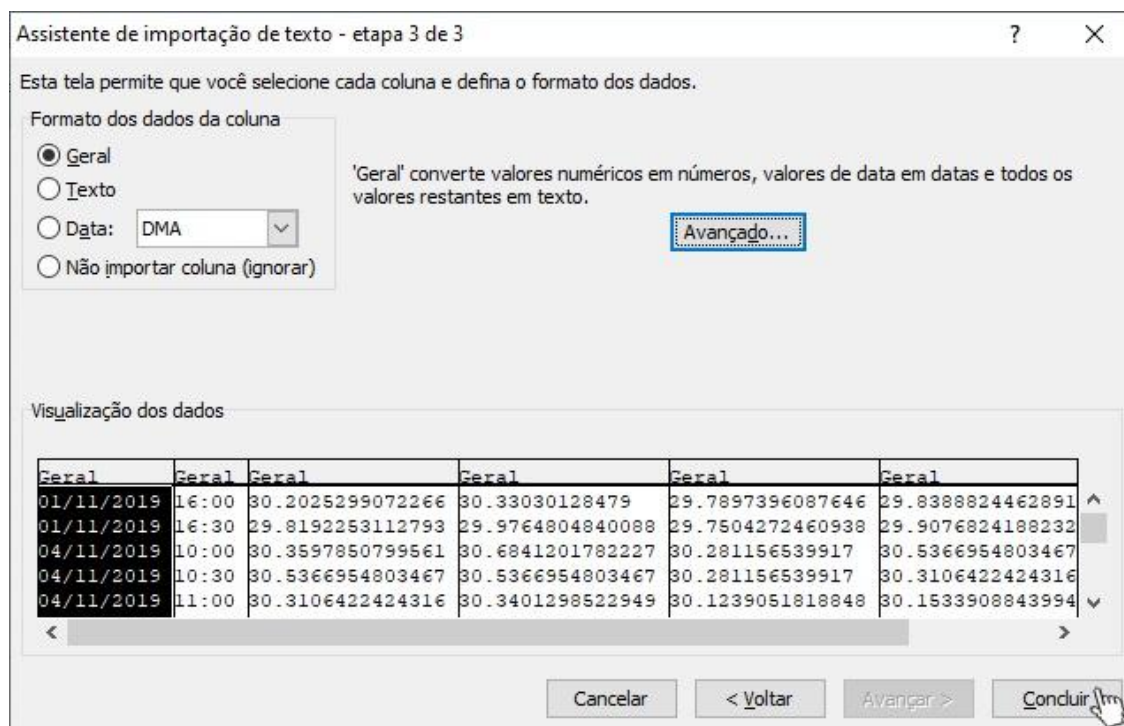 Assistente de importação de texto - etapa 3 de 3 ?
Esta tela permite que você selecione cada coluna e defina o formato dos dados.
Formato dos dados da coluna
Geral
Texto
Data: DMA
Não importar coluna (ignorar)
'Geral' converte valores numéricos em números, valores de data em datas e todos os
valores restantes em texto.
Avançado...
Visualização dos dados
Geral Geral Geral Geral Geral Geral
01/11/2019 16:00 30.2025299072266 30.33030128479 29.7897396087646 29.8388824462891
01/11/2019 16:30 29.8192253112793 29.9764804840088 29.7504272460938 29.9076824188232
04/11/2019 10:00 30.3597850799561 30.6841201782227 30.281156539917 30.5366954803467
04/11/2019 10:30 30.5366954803467 30.5366954803467 30.281156539917 30.3106422424316
04/11/2019 11:00 30.3106422424316 30.3401298522949 30.1239051818848 30.1533908843994
Cancelar < Voltar Avançar > Concluir